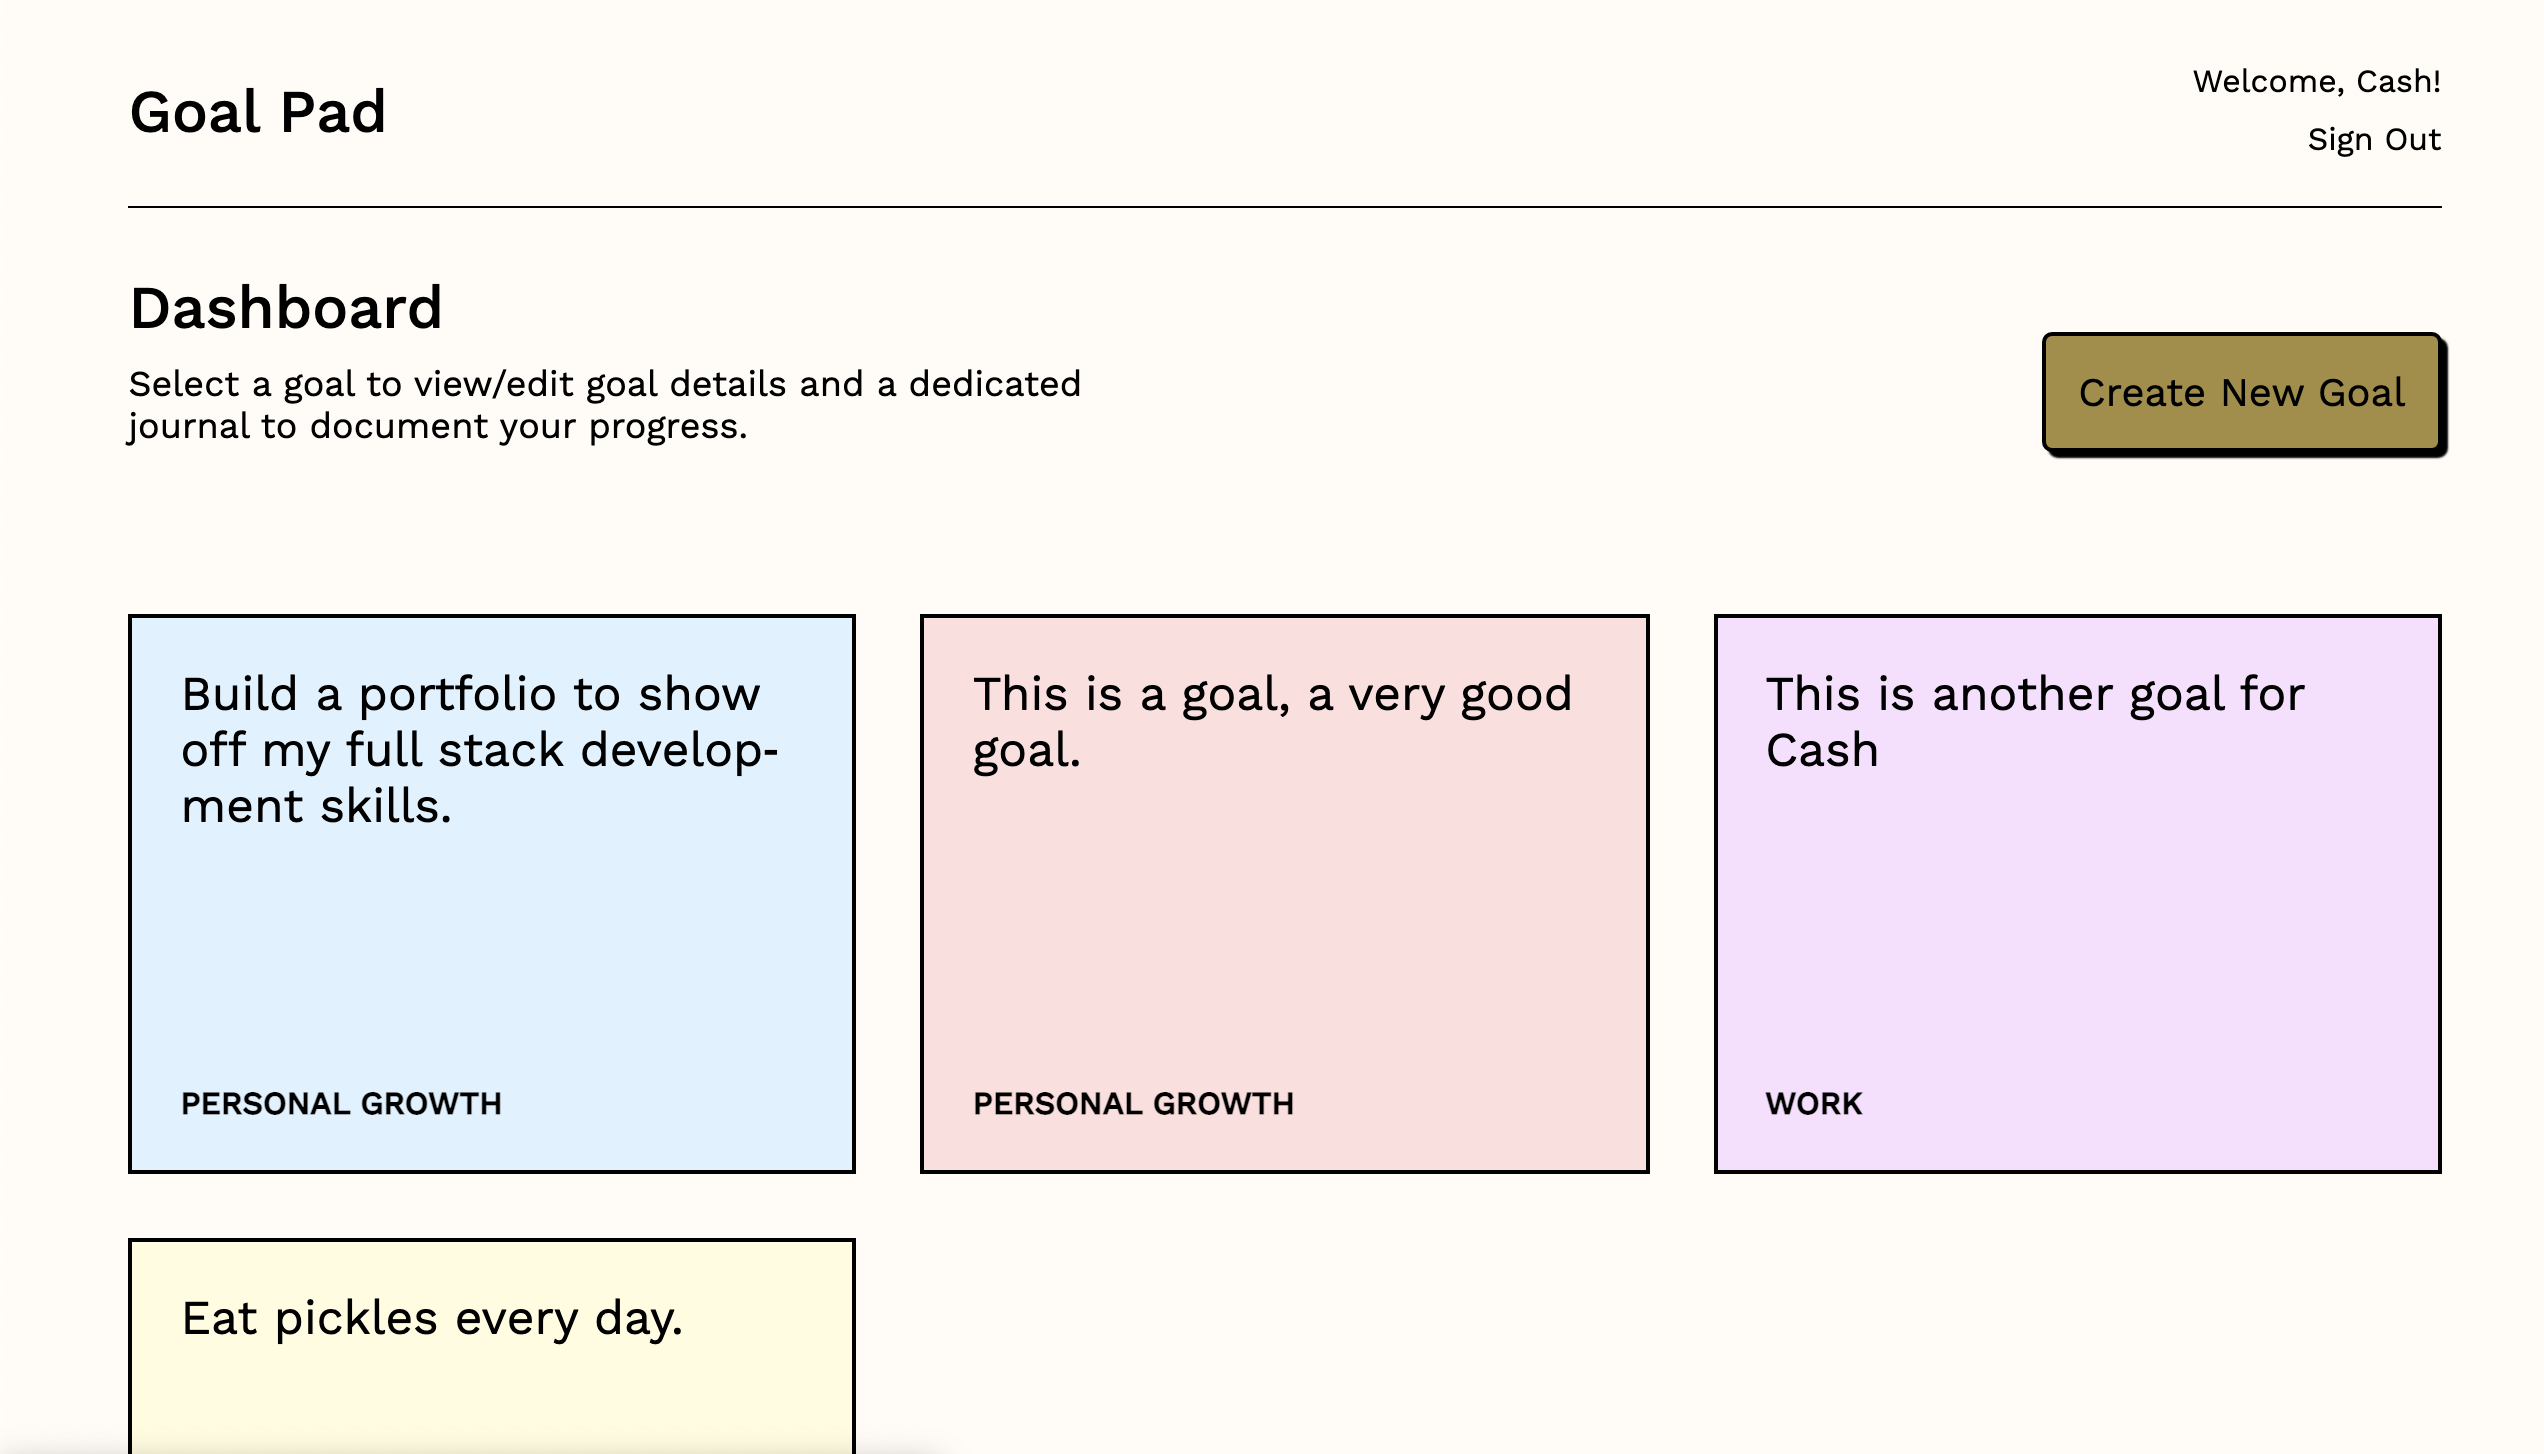 Goal Pad
Welcome, Cash!
Sign Out
Dashboard
Select a goal to view/edit goal details and a dedicated
journal to document your progress.
Create New Goal
Build a portfolio to show
off my full stack develop-
ment skills.
PERSONAL GROWTH
This is a goal, a very good
goal.
PERSONAL GROWTH
This is another goal for
Cash
WORK
Eat pickles every day.